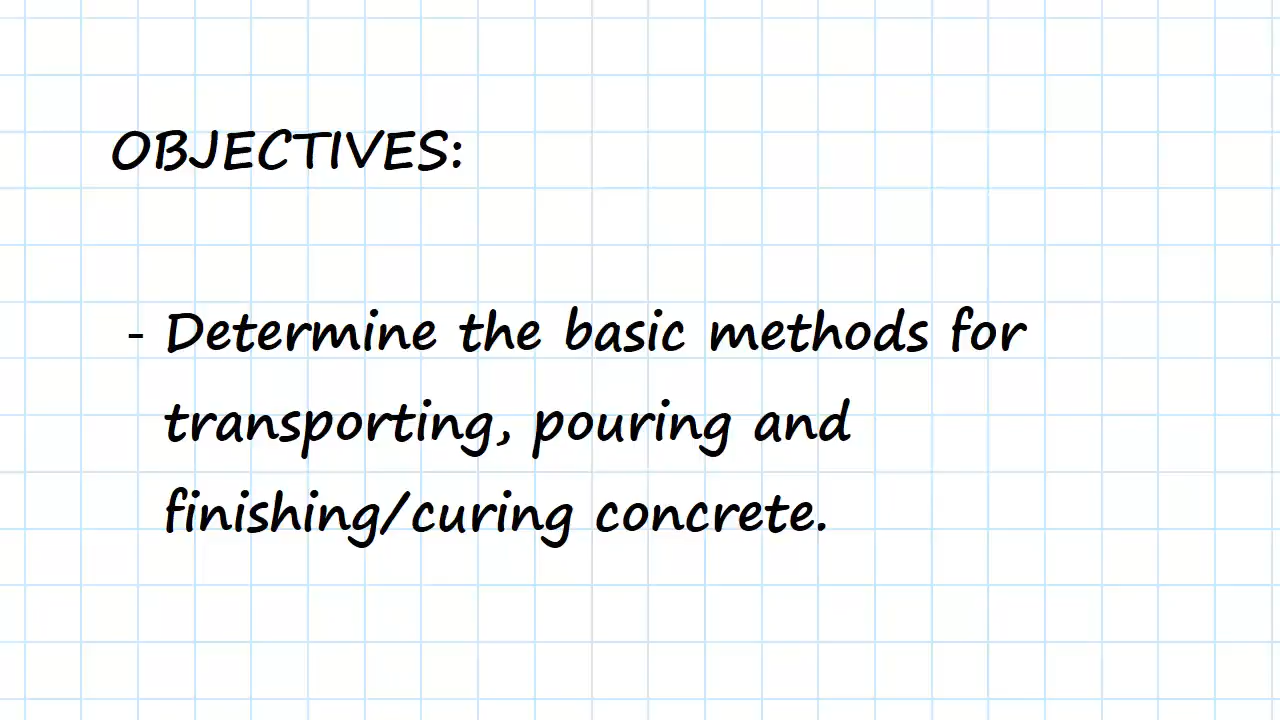 OBJECTIVES:
- Determine the basic methods for
transporting, pouring and
finishing/curing concrete.